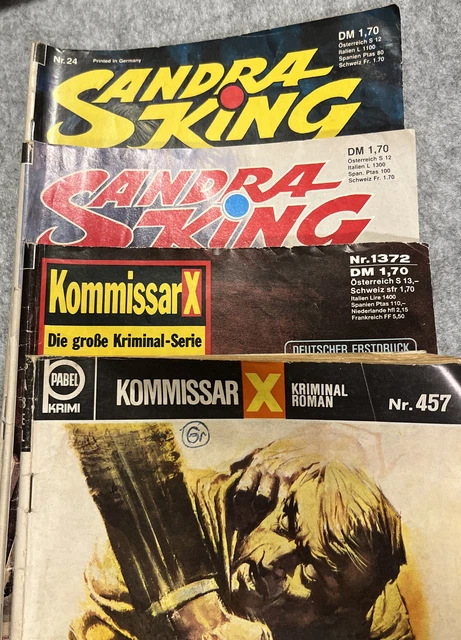 Nr. 24 Printed in Germany
SANDRA
KING
DM 1,70
Österreich S 12
Italien L 1100
Spanien Ptas 80
Schweiz Fr. 1.70
SANDRA
KING
DM 1,70
Österreich S 12
Italien L 1300
Span. Ptas 100
Schweiz Fr. 1.70
Kommissar X
Die große Kriminal-Serie
Nr. 1372
DM 1,70
Österreich S 13,–
Schweiz sfr 1,70
Italien Lire 1400
Spanien Ptas 110,–
Niederlande hfl 2,15
Frankreich FF 5,50
DEUTSCHER ERSTDRUCK
P
PABEL
KRIMI
KOMMISSAR X
KRIMINAL
ROMAN
Nr. 457